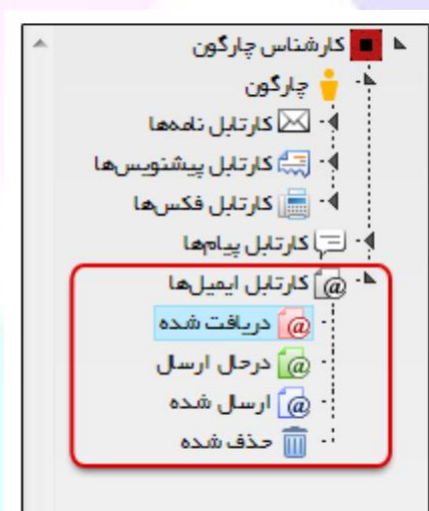 کارشناس چارگون
چارگون
کارتابل نامه‌ها
کارتابل پیشنویس‌ها
کارتابل فکس‌ها
کارتابل پیام‌ها
کارتابل ایمیل‌ها
دریافت شده
درحال ارسال
ارسال شده
حذف شده